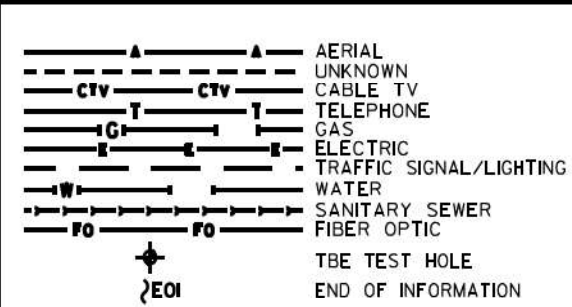 A A AERIAL
UNKNOWN
CTV CTV CABLE TV
T T TELEPHONE
G GAS
E E E ELECTRIC
TRAFFIC SIGNAL/LIGHTING
W WATER
SANITARY SEWER
FO FO FIBER OPTIC
TBE TEST HOLE
EOI END OF INFORMATION